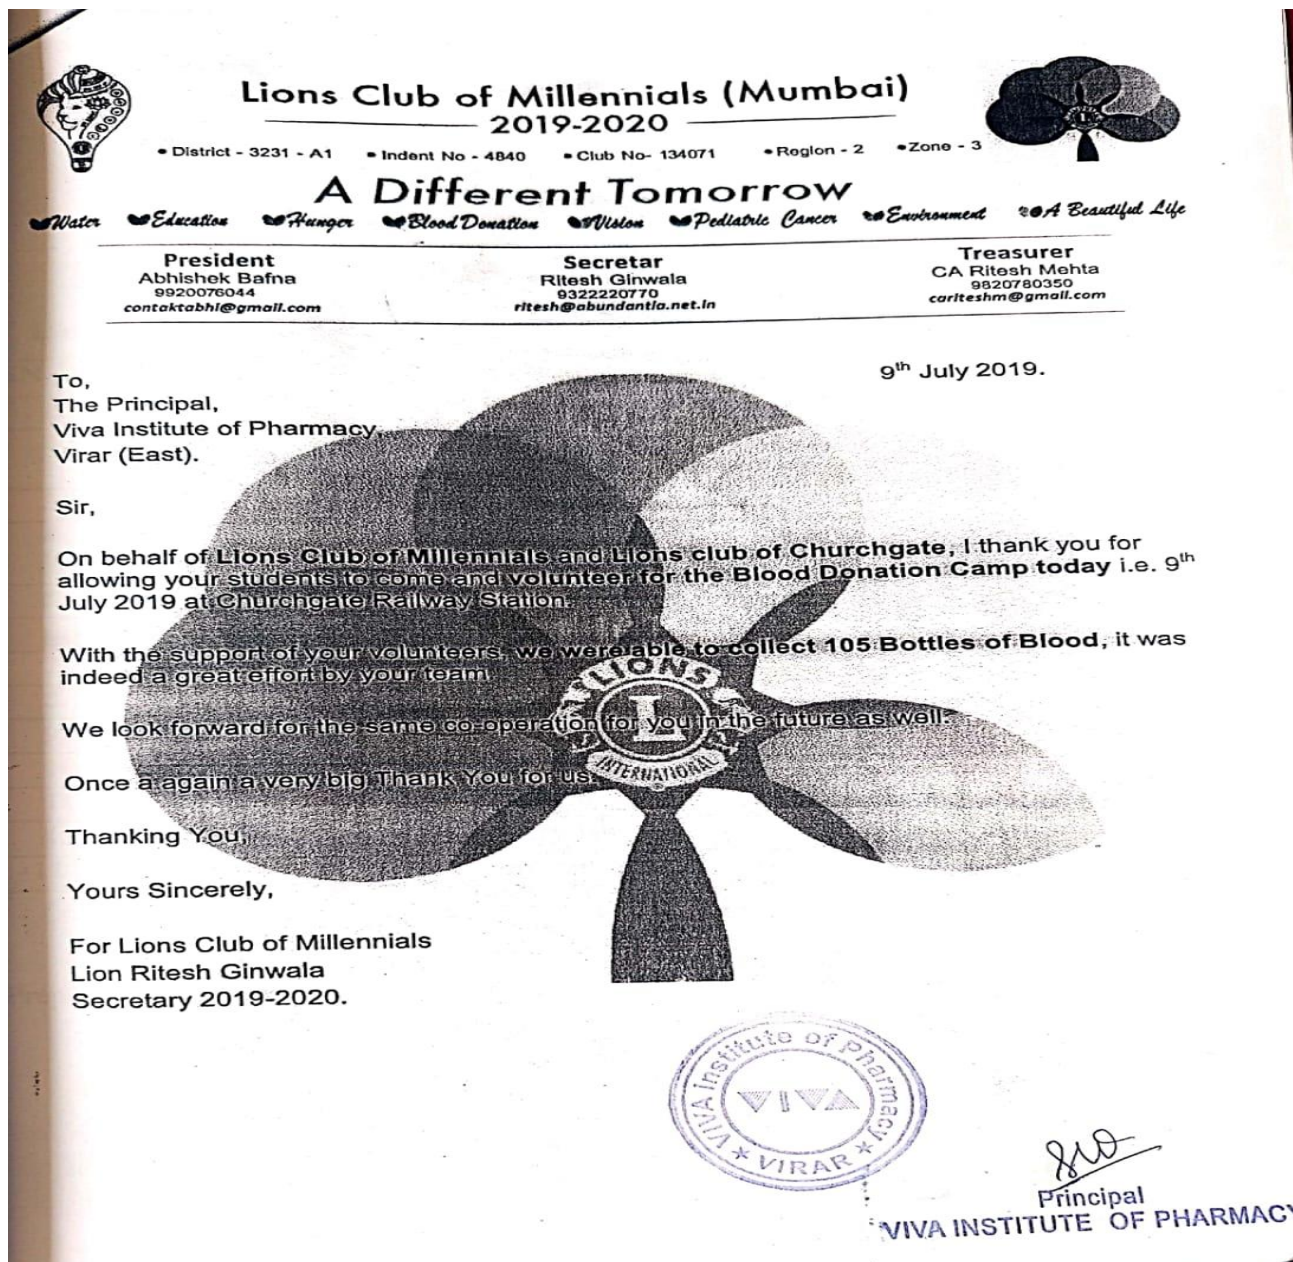 Lions Club of Millennials (Mumbai)
2019-2020
• District - 3231 - A1 • Indent No - 4840 • Club No- 134071 • Region - 2 • Zone - 3
A Different Tomorrow
Water Education Hunger Blood Donation Vision Pediatric Cancer Environment A Beautiful Life
President Secretar Treasurer
Abhishek Bafna Ritesh Ginwala CA Ritesh Mehta
9920076044 9322220770 9820780350
contaktabhi@gmail.com ritesh@abundantia.net.in cariteshm@gmail.com
9th July 2019.
To,
The Principal,
Viva Institute of Pharmacy,
Virar (East).
Sir,
On behalf of Lions Club of Millennials and Lions club of Churchgate, I thank you for
allowing your students to come and volunteer for the Blood Donation Camp today i.e. 9th
July 2019 at Churchgate Railway Station.
With the support of your volunteers, we were able to collect 105 Bottles of Blood, it was
indeed a great effort by your team.
LIONS
L
INTERNATIONAL
We look forward for the same co-operation for you in the future as well.
Once a again a very big Thank You for us.
Thanking You,
Yours Sincerely,
For Lions Club of Millennials
Lion Ritesh Ginwala
Secretary 2019-2020.
VIVA Institute of Pharmacy
VIVA
★ VIRAR ★
Principal
VIVA INSTITUTE OF PHARMACY